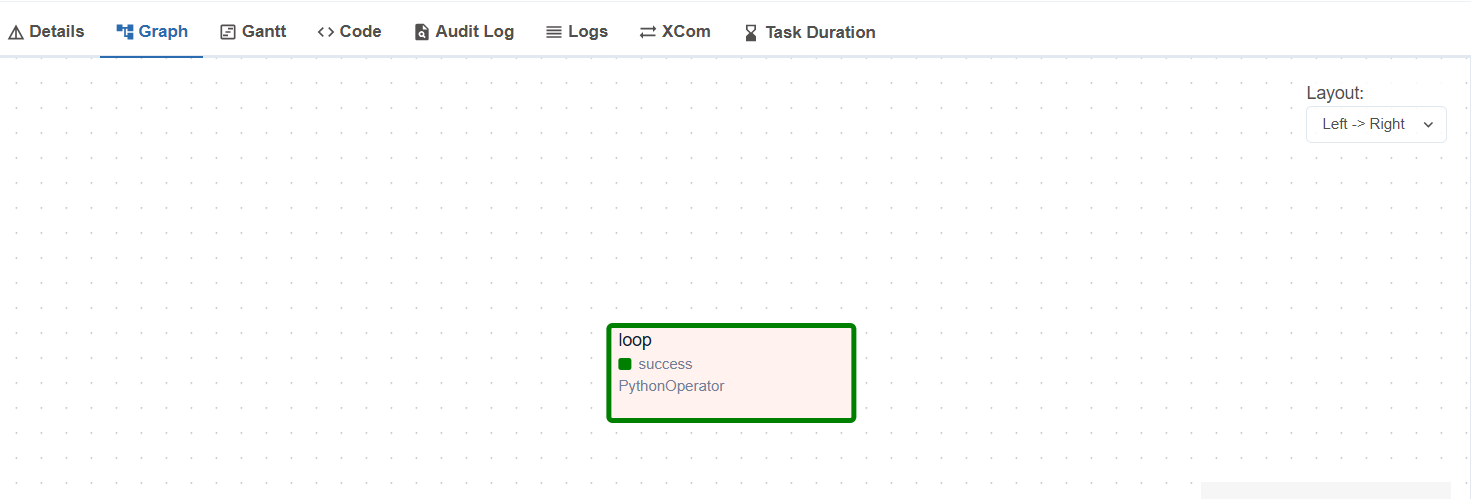 Details Graph Gantt Code Audit Log Logs XCom Task Duration
Layout:
Left -> Right
loop
success
PythonOperator